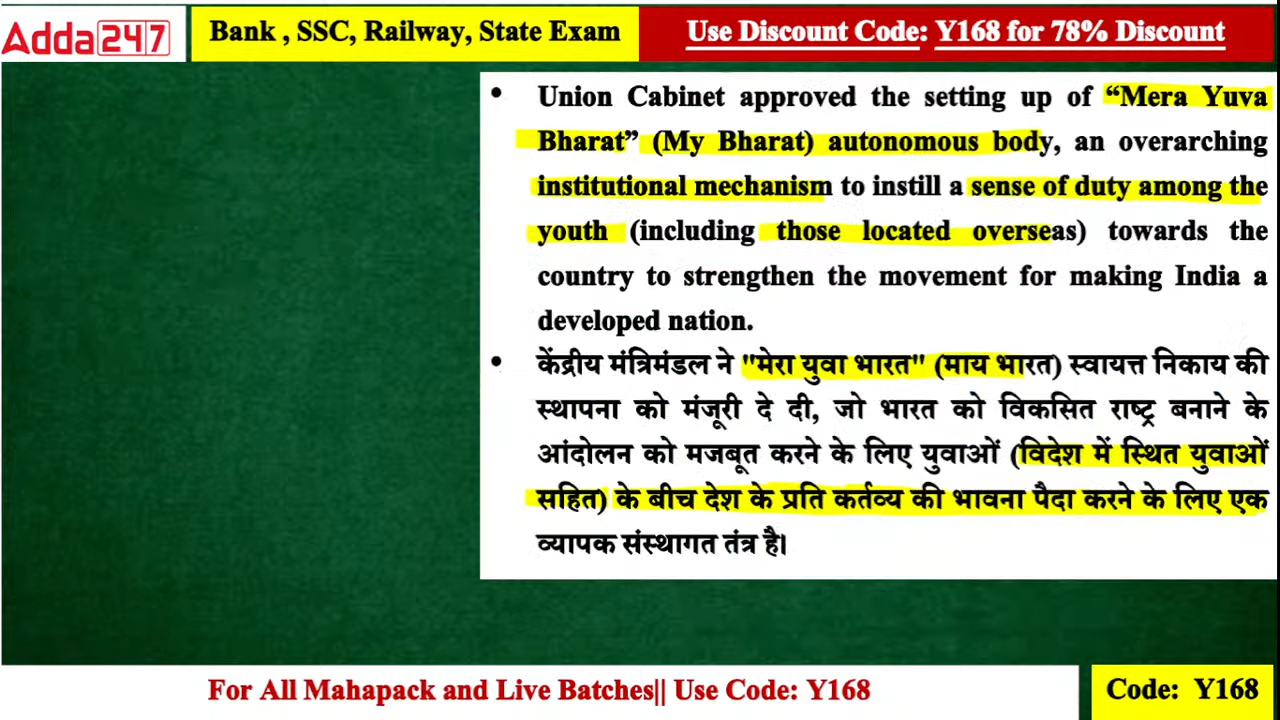 Adda247
Bank , SSC, Railway, State Exam
Use Discount Code: Y168 for 78% Discount
• Union Cabinet approved the setting up of “Mera Yuva
Bharat” (My Bharat) autonomous body, an overarching
institutional mechanism to instill a sense of duty among the
youth (including those located overseas) towards the
country to strengthen the movement for making India a
developed nation.
• केंद्रीय मंत्रिमंडल ने "मेरा युवा भारत" (माय भारत) स्वायत्त निकाय की
स्थापना को मंजूरी दे दी, जो भारत को विकसित राष्ट्र बनाने के
आंदोलन को मजबूत करने के लिए युवाओं (विदेश में स्थित युवाओं
सहित) के बीच देश के प्रति कर्तव्य की भावना पैदा करने के लिए एक
व्यापक संस्थागत तंत्र है।
For All Mahapack and Live Batches|| Use Code: Y168
Code: Y168